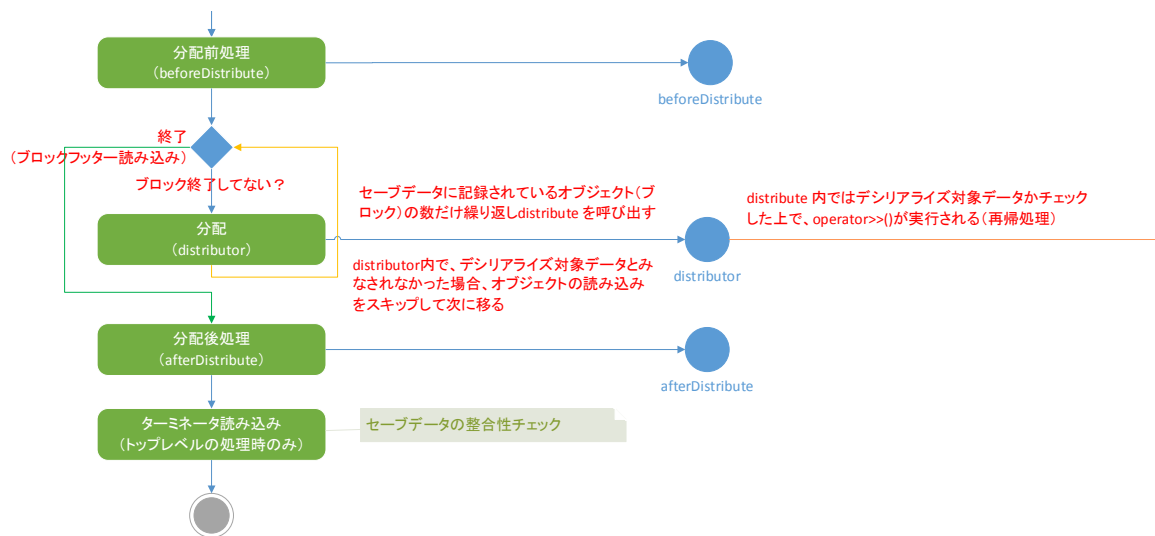 分配前処理
（beforeDistribute）
beforeDistribute
終了
（ブロックフッター読み込み）
ブロック終了してない？
セーブデータに記録されているオブジェクト（ブ
ロック）の数だけ繰り返しdistribute を呼び出す
distribute 内ではデシリアライズ対象データかチェック
した上で、operator>>()が実行される（再帰処理）
分配
（distributor）
distributor
distributor内で、デシリアライズ対象データとみ
なされなかった場合、オブジェクトの読み込み
をスキップして次に移る
分配後処理
（afterDistribute）
afterDistribute
ターミネータ読み込み
（トップレベルの処理時のみ）
セーブデータの整合性チェック